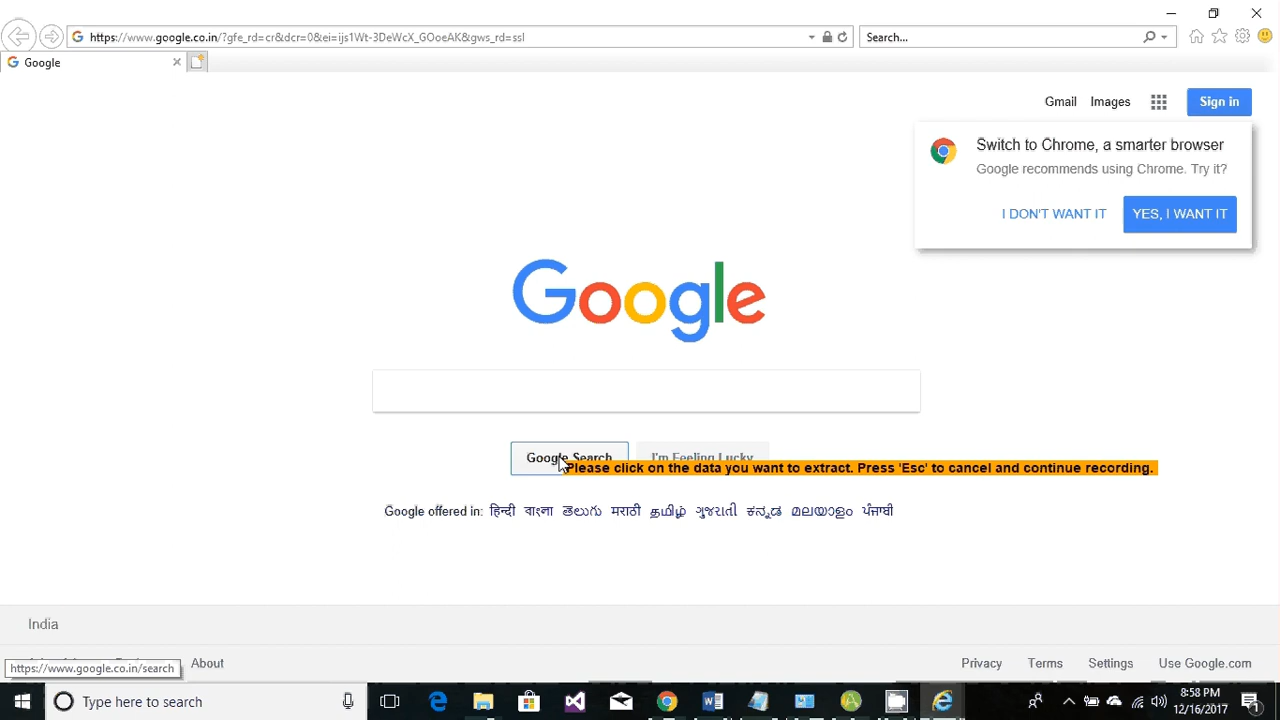 https://www.google.co.in/?gfe_rd=cr&dcr=0&ei=ijs1Wt-3DeWcX_GOoeAK&gws_rd=ssl
Search...
Google
Gmail Images Sign in
Switch to Chrome, a smarter browser
Google recommends using Chrome. Try it?
I DON'T WANT IT YES, I WANT IT
Google
Google Search I'm Feeling Lucky
Please click on the data you want to extract. Press 'Esc' to cancel and continue recording.
Google offered in: हिन्दी বাংলা తెలుగు मराठी தமிழ் ગુજરાતી ಕನ್ನಡ മലയാളം ਪੰਜਾਬੀ
India
https://www.google.co.in/search
About Privacy Terms Settings Use Google.com
Type here to search
8:58 PM
12/16/2017
1